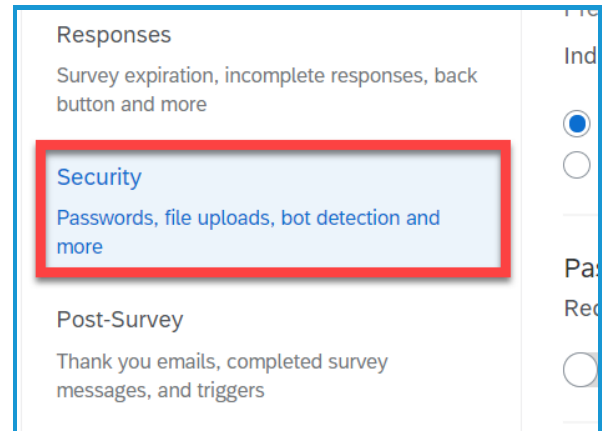 Responses
Survey expiration, incomplete responses, back
button and more
Security
Passwords, file uploads, bot detection and
more
Post-Survey
Thank you emails, completed survey
messages, and triggers
Ind
Pas
Rec